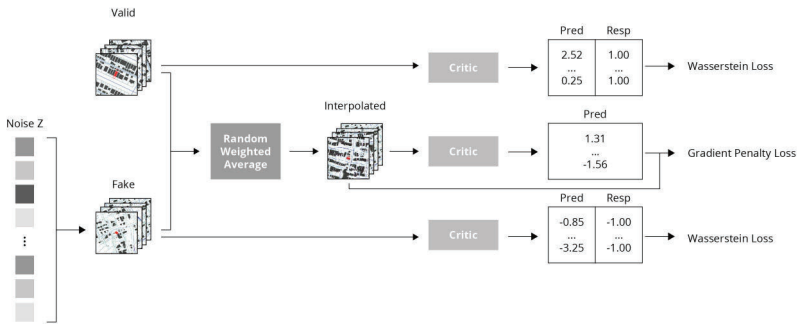 Valid
Critic
Pred Resp
2.52 1.00
... ...
0.25 1.00
Wasserstein Loss
Noise Z
Random
Weighted
Average
Interpolated
Critic
Pred
1.31
...
-1.56
Gradient Penalty Loss
Fake
Critic
Pred Resp
-0.85 -1.00
... ...
-3.25 -1.00
Wasserstein Loss